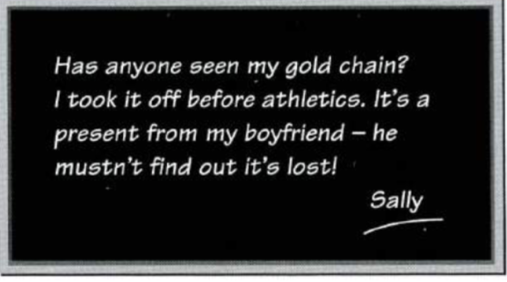 Has anyone seen my gold chain?
I took it off before athletics. It's a
present from my boyfriend – he
mustn't find out it's lost!
Sally